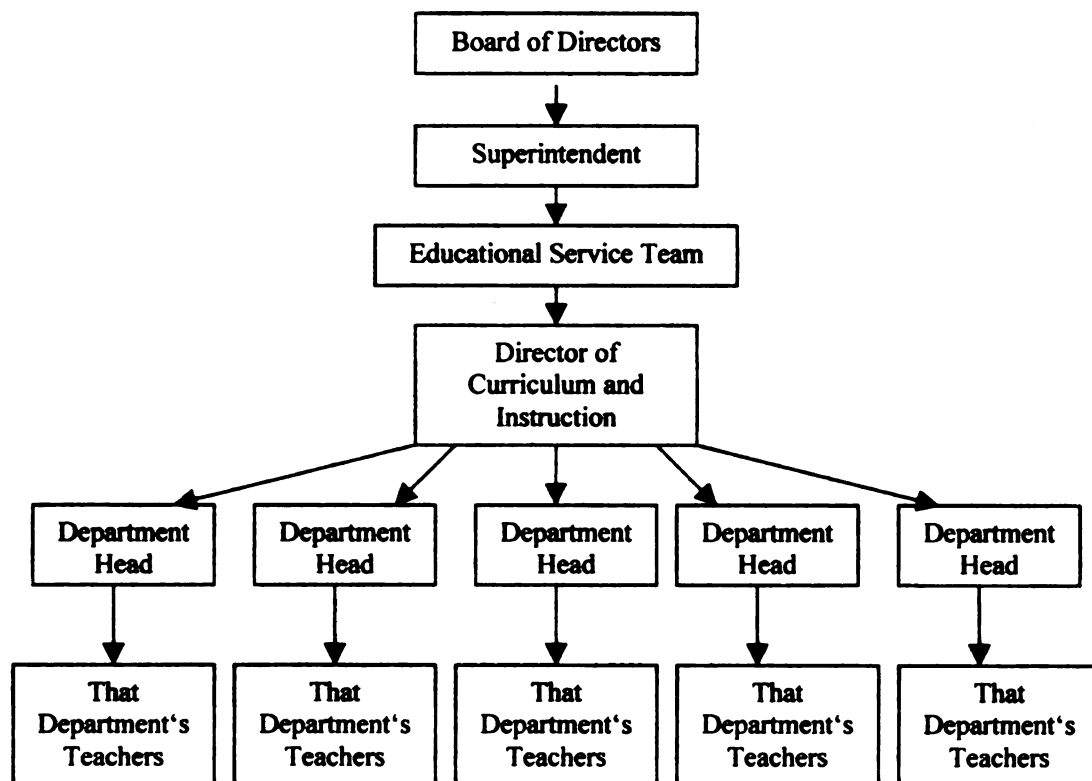 Board of Directors
Superintendent
Educational Service Team
Director of
Curriculum and
Instruction
Department
Head
Department
Head
Department
Head
Department
Head
Department
Head
That
Department‘s
Teachers
That
Department‘s
Teachers
That
Department‘s
Teachers
That
Department‘s
Teachers
That
Department‘s
Teachers